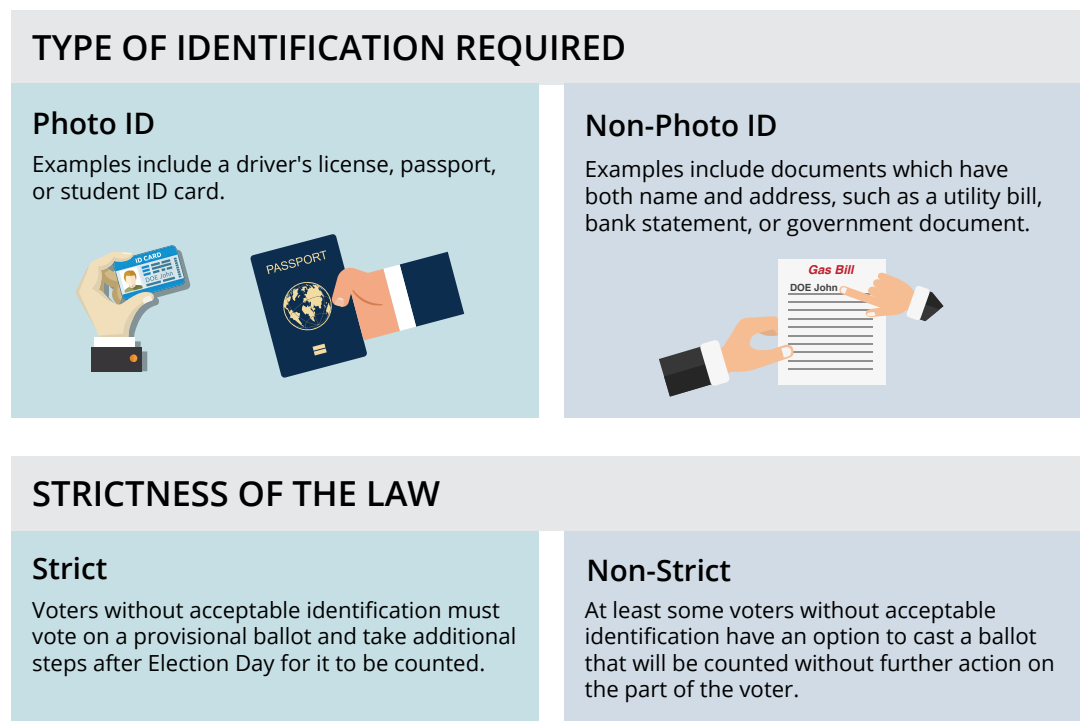 TYPE OF IDENTIFICATION REQUIRED
Photo ID
Examples include a driver's license, passport,
or student ID card.
ID CARD
DOE John
PASSPORT
Non-Photo ID
Examples include documents which have
both name and address, such as a utility bill,
bank statement, or government document.
Gas Bill
DOE John
STRICTNESS OF THE LAW
Strict
Voters without acceptable identification must
vote on a provisional ballot and take additional
steps after Election Day for it to be counted.
Non-Strict
At least some voters without acceptable
identification have an option to cast a ballot
that will be counted without further action on
the part of the voter.